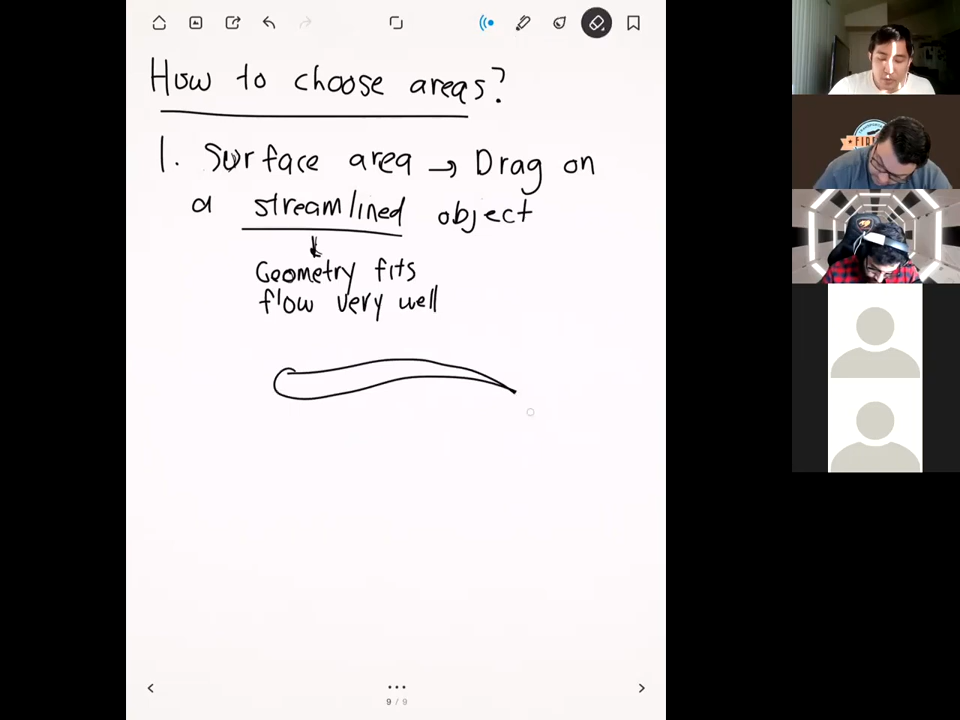 How to choose areas?
1. Surface area → Drag on
a streamlined object
Geometry fits
flow very well
9 / 9